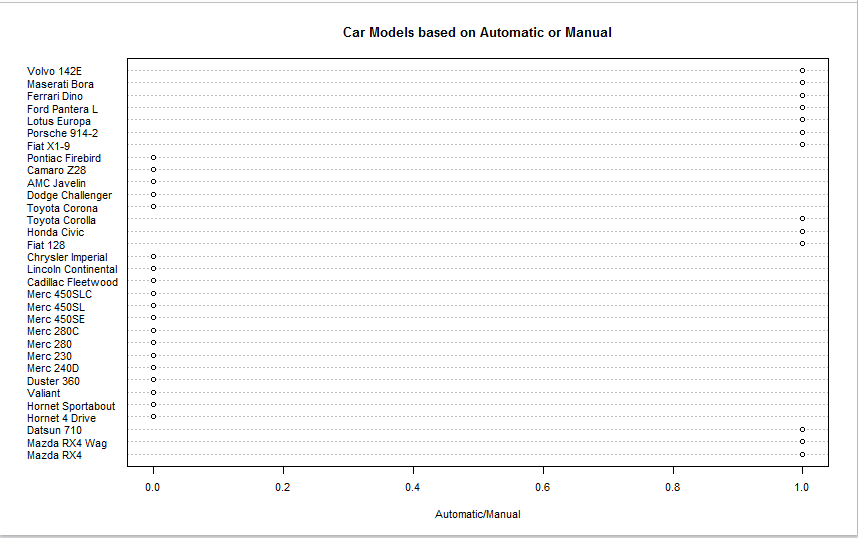 Car Models based on Automatic or Manual
Volvo 142E
Maserati Bora
Ferrari Dino
Ford Pantera L
Lotus Europa
Porsche 914-2
Fiat X1-9
Pontiac Firebird
Camaro Z28
AMC Javelin
Dodge Challenger
Toyota Corona
Toyota Corolla
Honda Civic
Fiat 128
Chrysler Imperial
Lincoln Continental
Cadillac Fleetwood
Merc 450SLC
Merc 450SL
Merc 450SE
Merc 280C
Merc 280
Merc 230
Merc 240D
Duster 360
Valiant
Hornet Sportabout
Hornet 4 Drive
Datsun 710
Mazda RX4 Wag
Mazda RX4
0.0 0.2 0.4 0.6 0.8 1.0
Automatic/Manual